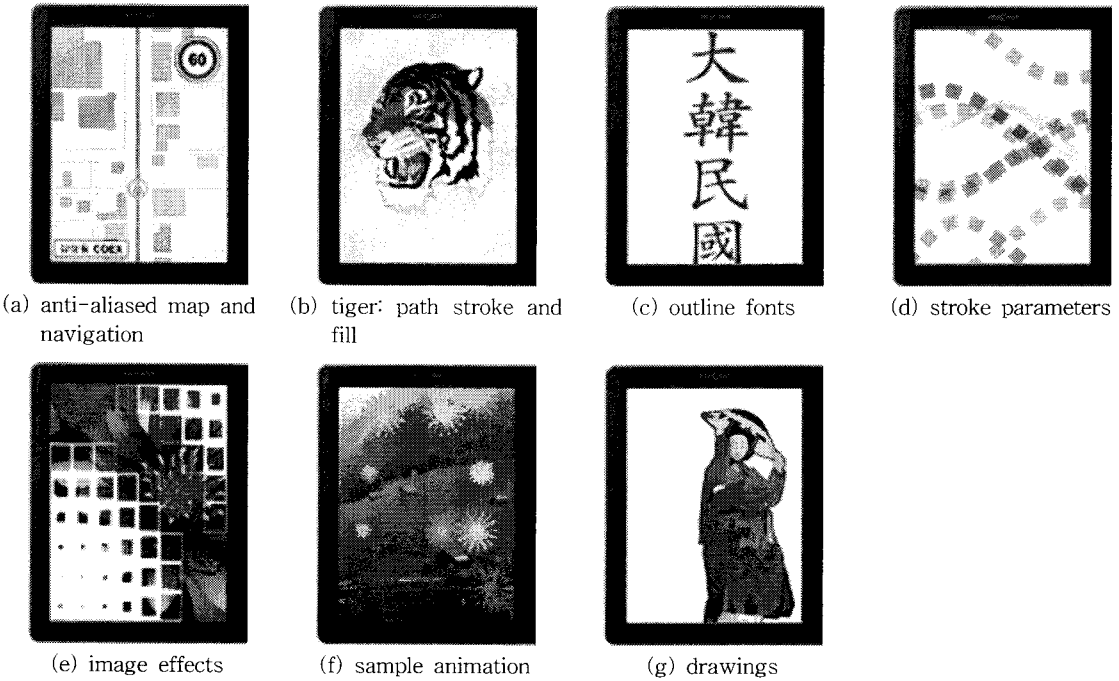 60
COEX
大
韓
民
國
(a) anti-aliased map and navigation
(b) tiger: path stroke and fill
(c) outline fonts
(d) stroke parameters
(e) image effects
(f) sample animation
(g) drawings